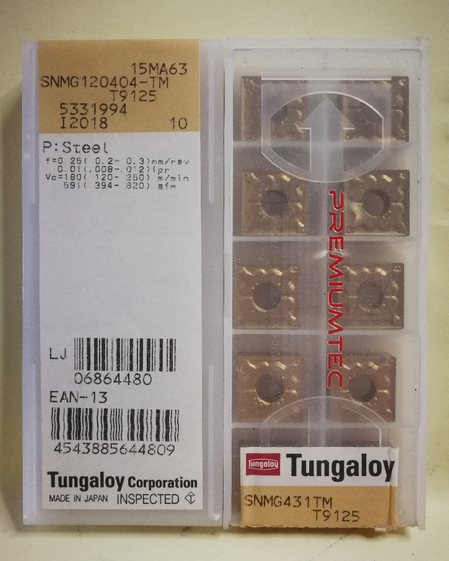 15MA63
SNMG120404-TM
T9125
5331994
I2018 10
P:Steel
f=0.25( 0.2- 0.3)mm/rev
0.01(.008-.012)ipr
Vc=180( 120- 250) m/min
591( 394- 820) sfm
LJ
06864480
EAN-13
4543885644809
Tungaloy Corporation
MADE IN JAPAN INSPECTED
PREMIUMTEC
Tungaloy Tungaloy
SNMG431TM
T9125